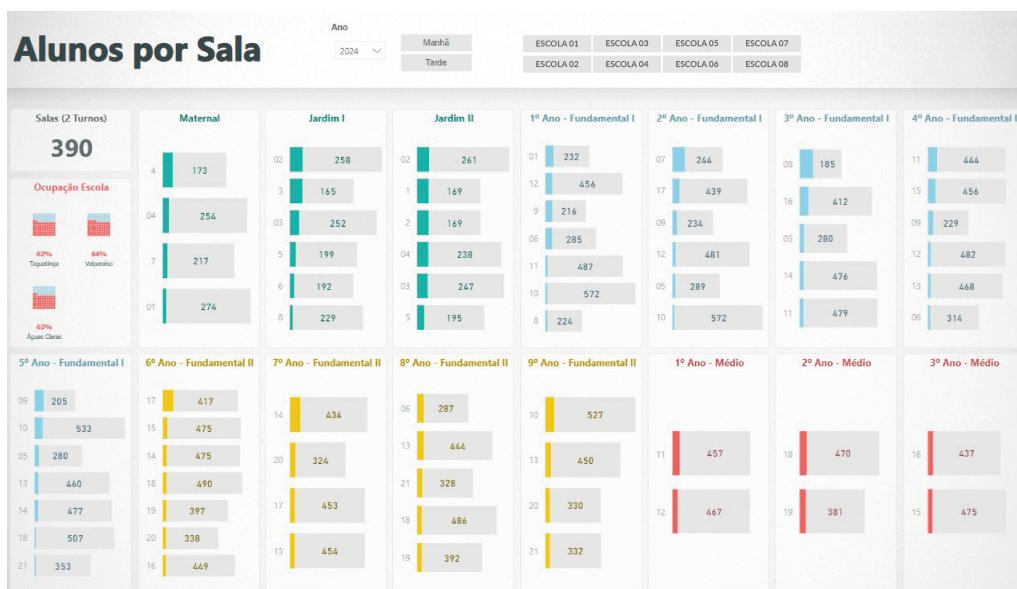 Alunos por Sala
Ano
2024
Manhã
Tarde
ESCOLA 01
ESCOLA 03
ESCOLA 05
ESCOLA 07
ESCOLA 02
ESCOLA 04
ESCOLA 06
ESCOLA 08
Salas (2 Turnos)
390
Ocupação Escola
62%
Taguatinga
64%
Valparaíso
62%
Águas Claras
Maternal
4 173
04 254
7 217
01 274
Jardim I
02 258
3 165
03 252
5 199
6 192
8 229
Jardim II
02 261
1 169
2 169
04 238
03 247
5 195
1º Ano - Fundamental I
01 232
12 456
9 216
06 285
11 487
10 572
8 224
2º Ano - Fundamental I
07 244
17 439
09 234
12 481
05 289
10 572
3º Ano - Fundamental I
08 185
16 412
05 280
14 476
11 479
4º Ano - Fundamental I
11 444
15 456
09 229
12 482
13 468
06 314
5º Ano - Fundamental I
09 205
10 533
05 280
13 460
14 477
18 507
21 353
6º Ano - Fundamental II
17 417
15 475
14 475
18 490
19 397
20 338
16 449
7º Ano - Fundamental II
14 434
20 324
17 453
13 454
8º Ano - Fundamental II
06 287
13 444
21 328
18 486
19 392
9º Ano - Fundamental II
10 527
13 450
20 330
21 332
1º Ano - Médio
11 457
12 467
2º Ano - Médio
18 470
19 381
3º Ano - Médio
16 437
15 475